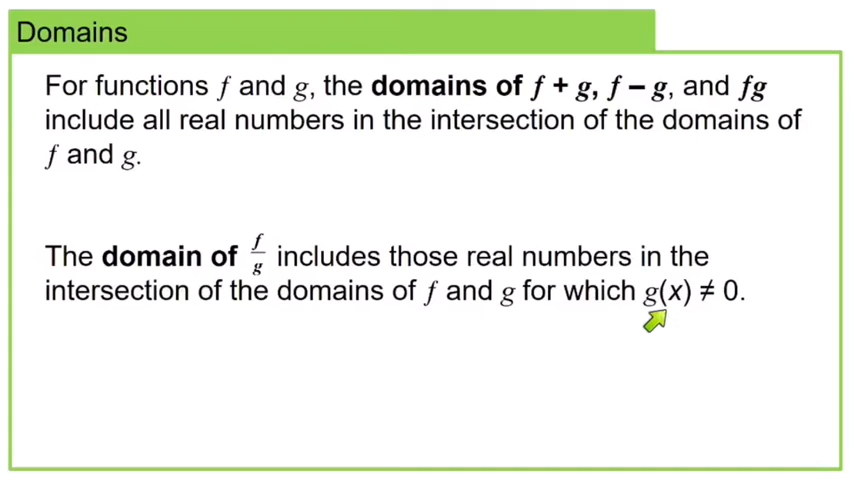 Domains
For functions f and g, the domains of f + g, f – g, and fg
include all real numbers in the intersection of the domains of
f and g.
The domain of f/g includes those real numbers in the
intersection of the domains of f and g for which g(x) ≠ 0.